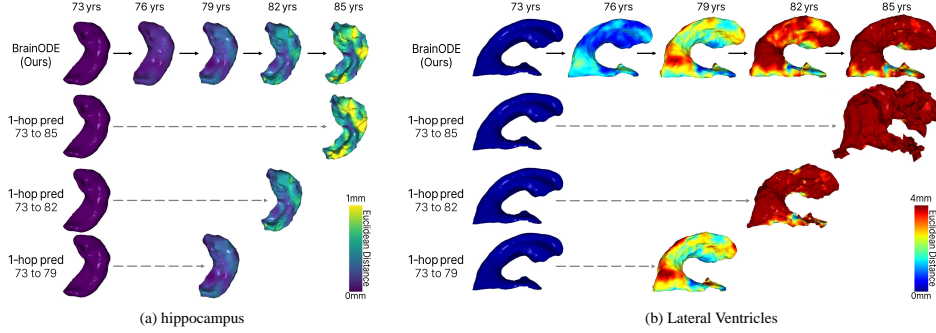 73 yrs 76 yrs 79 yrs 82 yrs 85 yrs
BrainODE
(Ours)
1-hop pred
73 to 85
1-hop pred
73 to 82
1-hop pred
73 to 79
1mm
Euclidean Distance
0mm
(a) hippocampus
73 yrs 76 yrs 79 yrs 82 yrs 85 yrs
BrainODE
(Ours)
1-hop pred
73 to 85
1-hop pred
73 to 82
1-hop pred
73 to 79
4mm
Euclidean Distance
0mm
(b) Lateral Ventricles